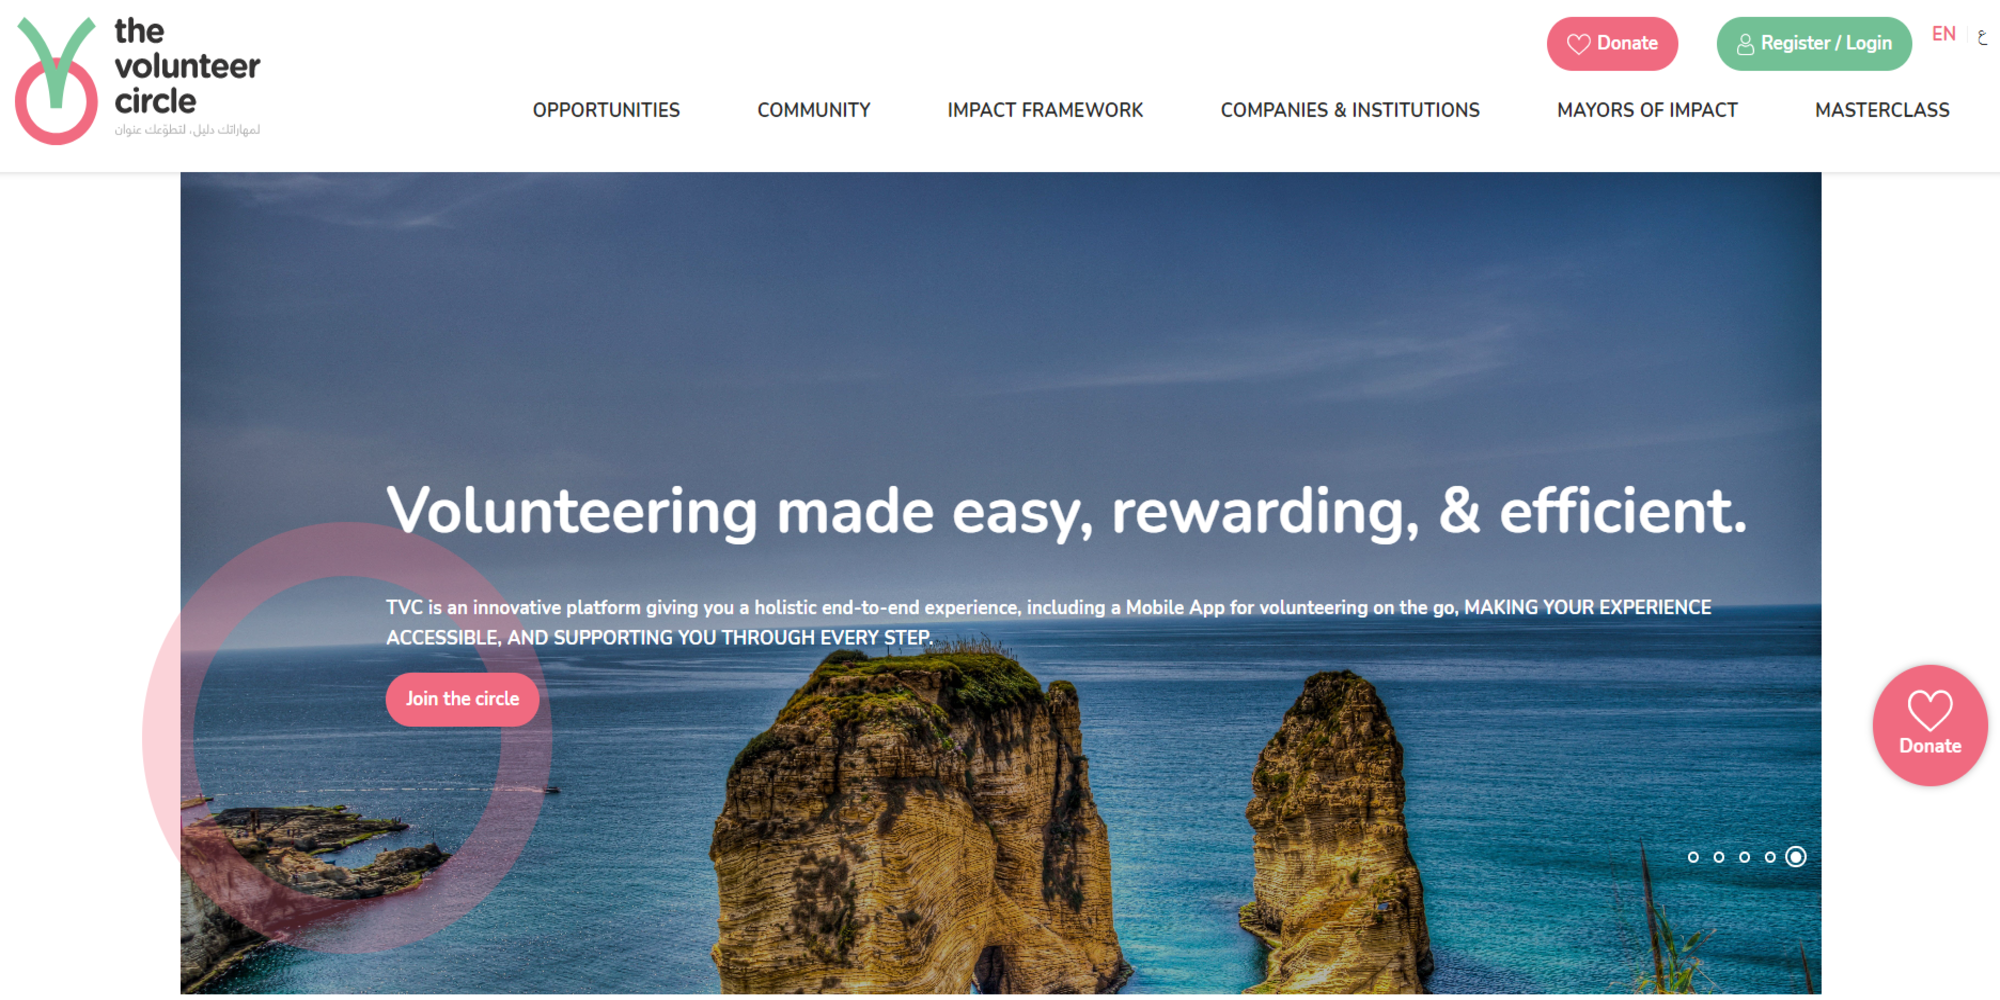 the
volunteer
circle
لمهاراتك دليل، لتطوّعك عنوان
Donate
Register / Login
EN
ع
OPPORTUNITIES
COMMUNITY
IMPACT FRAMEWORK
COMPANIES & INSTITUTIONS
MAYORS OF IMPACT
MASTERCLASS
Volunteering made easy, rewarding, & efficient.
TVC is an innovative platform giving you a holistic end-to-end experience, including a Mobile App for volunteering on the go, MAKING YOUR EXPERIENCE
ACCESSIBLE, AND SUPPORTING YOU THROUGH EVERY STEP.
Join the circle
Donate